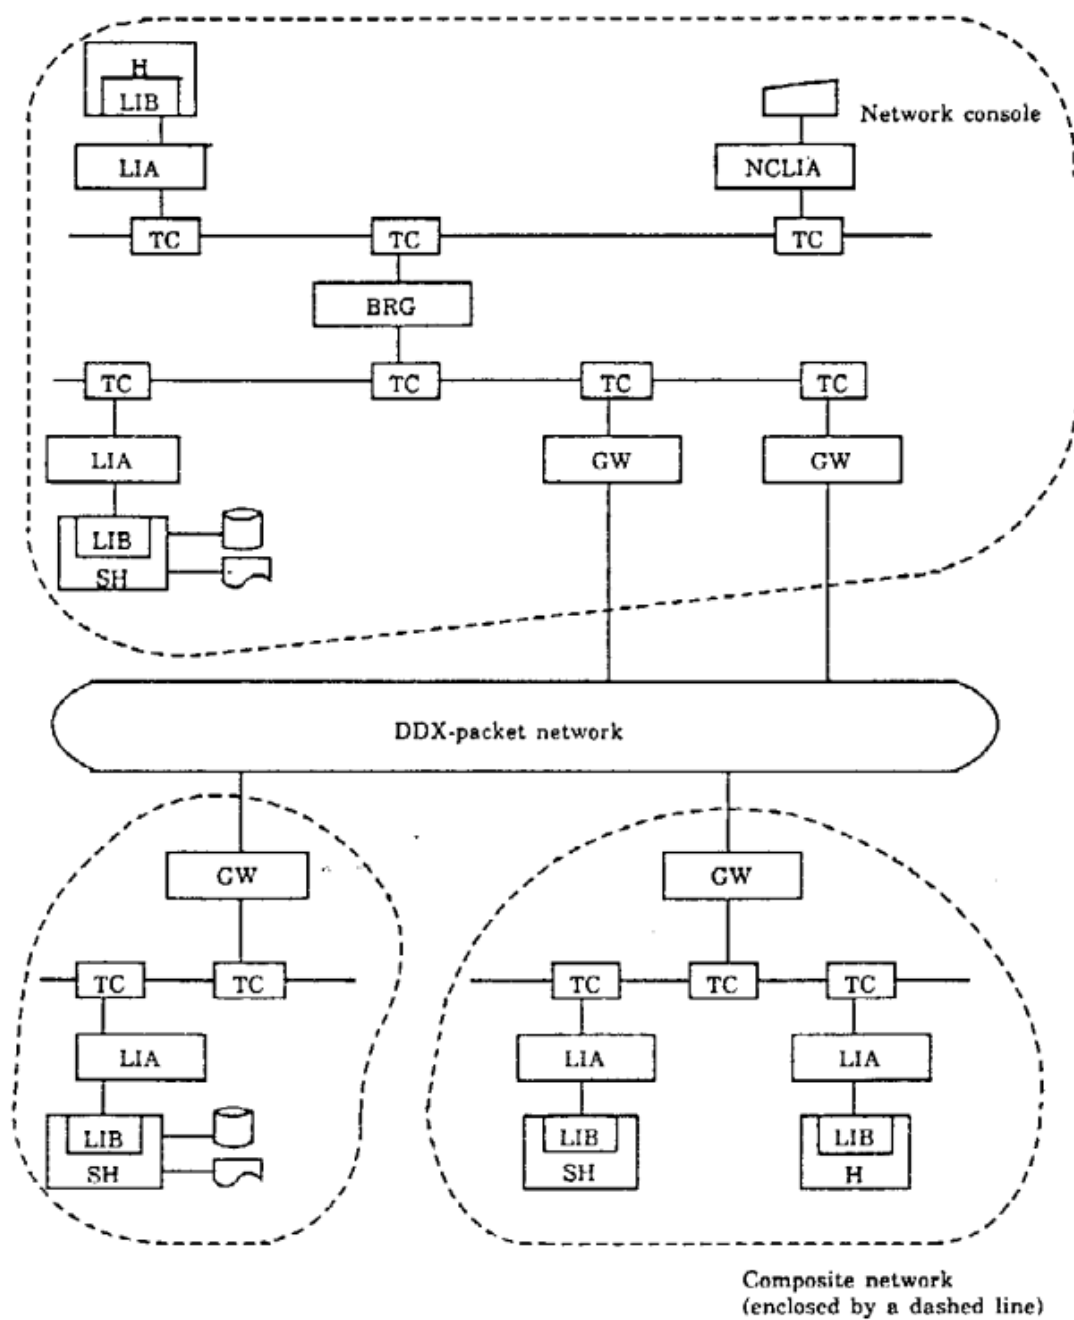 H
LIB
Network console
LIA
NCLIA
TC
TC
TC
BRG
TC
TC
TC
TC
LIA
GW
GW
LIB
SH
DDX-packet network
GW
GW
TC
TC
TC
TC
TC
LIA
LIA
LIA
LIB
LIB
LIB
SH
SH
H
Composite network
(enclosed by a dashed line)